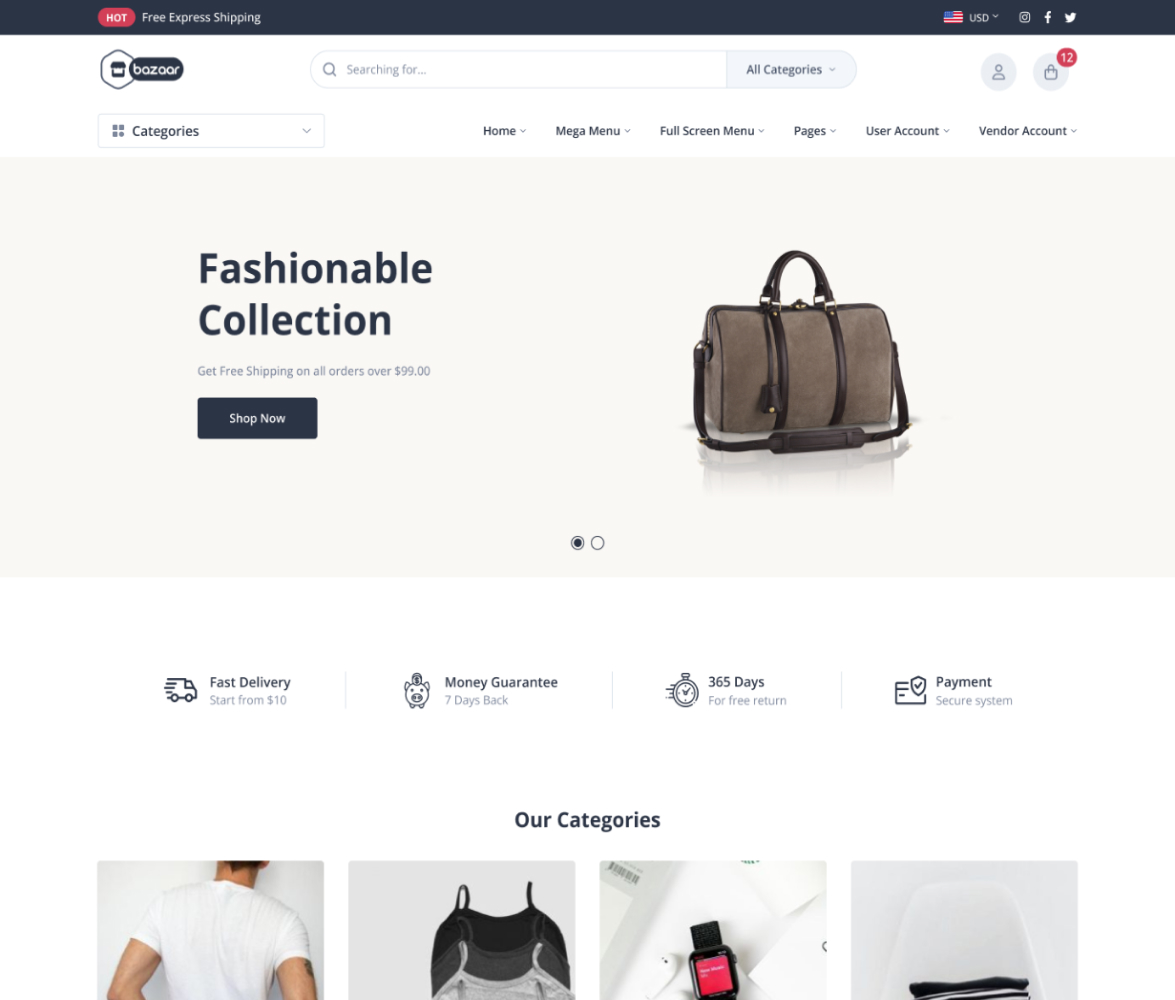 HOT Free Express Shipping
USD
bazaar
Searching for...
All Categories
12
Categories
Home
Mega Menu
Full Screen Menu
Pages
User Account
Vendor Account
Fashionable
Collection
Get Free Shipping on all orders over $99.00
Shop Now
Fast Delivery
Start from $10
Money Guarantee
7 Days Back
365 Days
For free return
Payment
Secure system
Our Categories